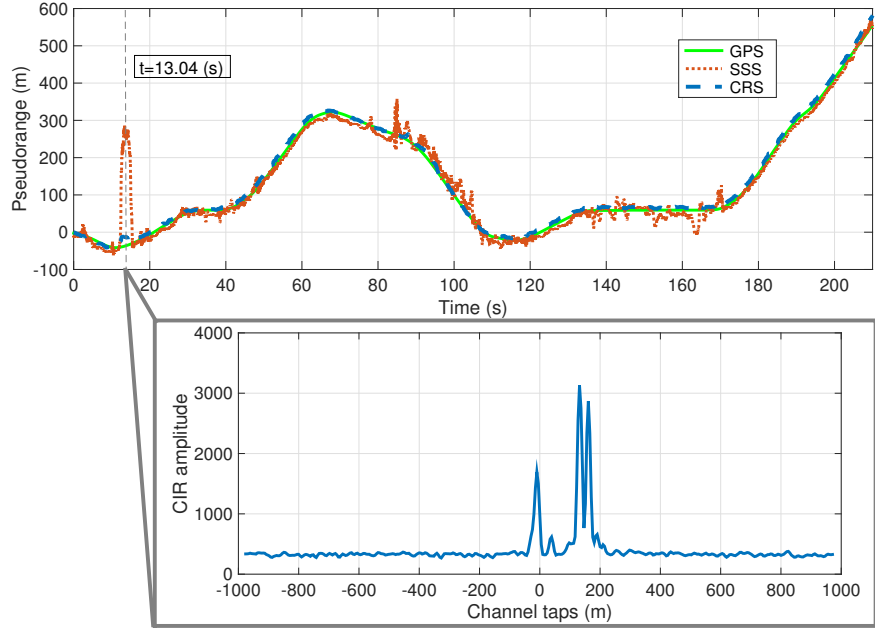 600
500
400
300
200
100
0
-100
Pseudorange (m)
t=13.04 (s)
GPS
SSS
CRS
0 20 40 60 80 100 120 140 160 180 200
Time (s)
4000
3000
2000
1000
0
CIR amplitude
-1000 -800 -600 -400 -200 0 200 400 600 800 1000
Channel taps (m)